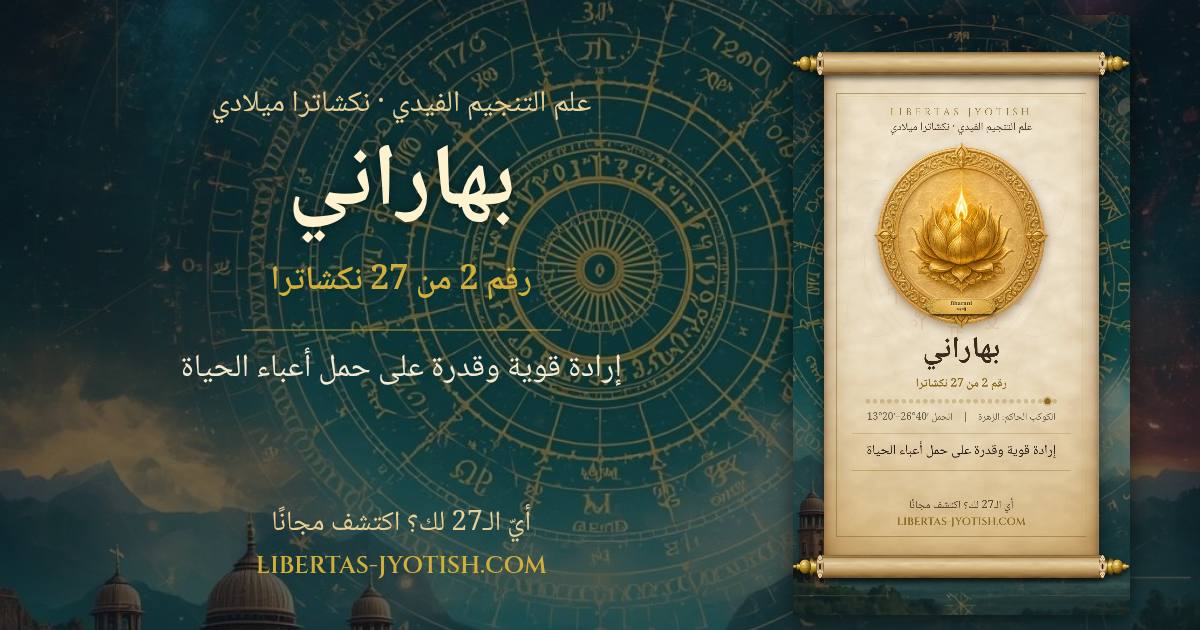 علم التنجيم الفيدي · نكشاترا ميلادي
بهاراني
رقم 2 من 27 نكشاترا
إرادة قوية وقدرة على حمل أعباء الحياة
أيّ الـ27 لك؟ اكتشف مجانًا
LIBERTAS-JYOTISH.COM
LIBERTAS JYOTISH
علم التنجيم الفيدي · نكشاترا ميلادي
Bharani
بهاراني
رقم 2 من 27 نكشاترا
الكوكب الحاكم: الزهرة | الحمل 13°20′–26°40′
إرادة قوية وقدرة على حمل أعباء الحياة
أي الـ27 لك؟ اكتشف مجانًا
LIBERTAS-JYOTISH.COM